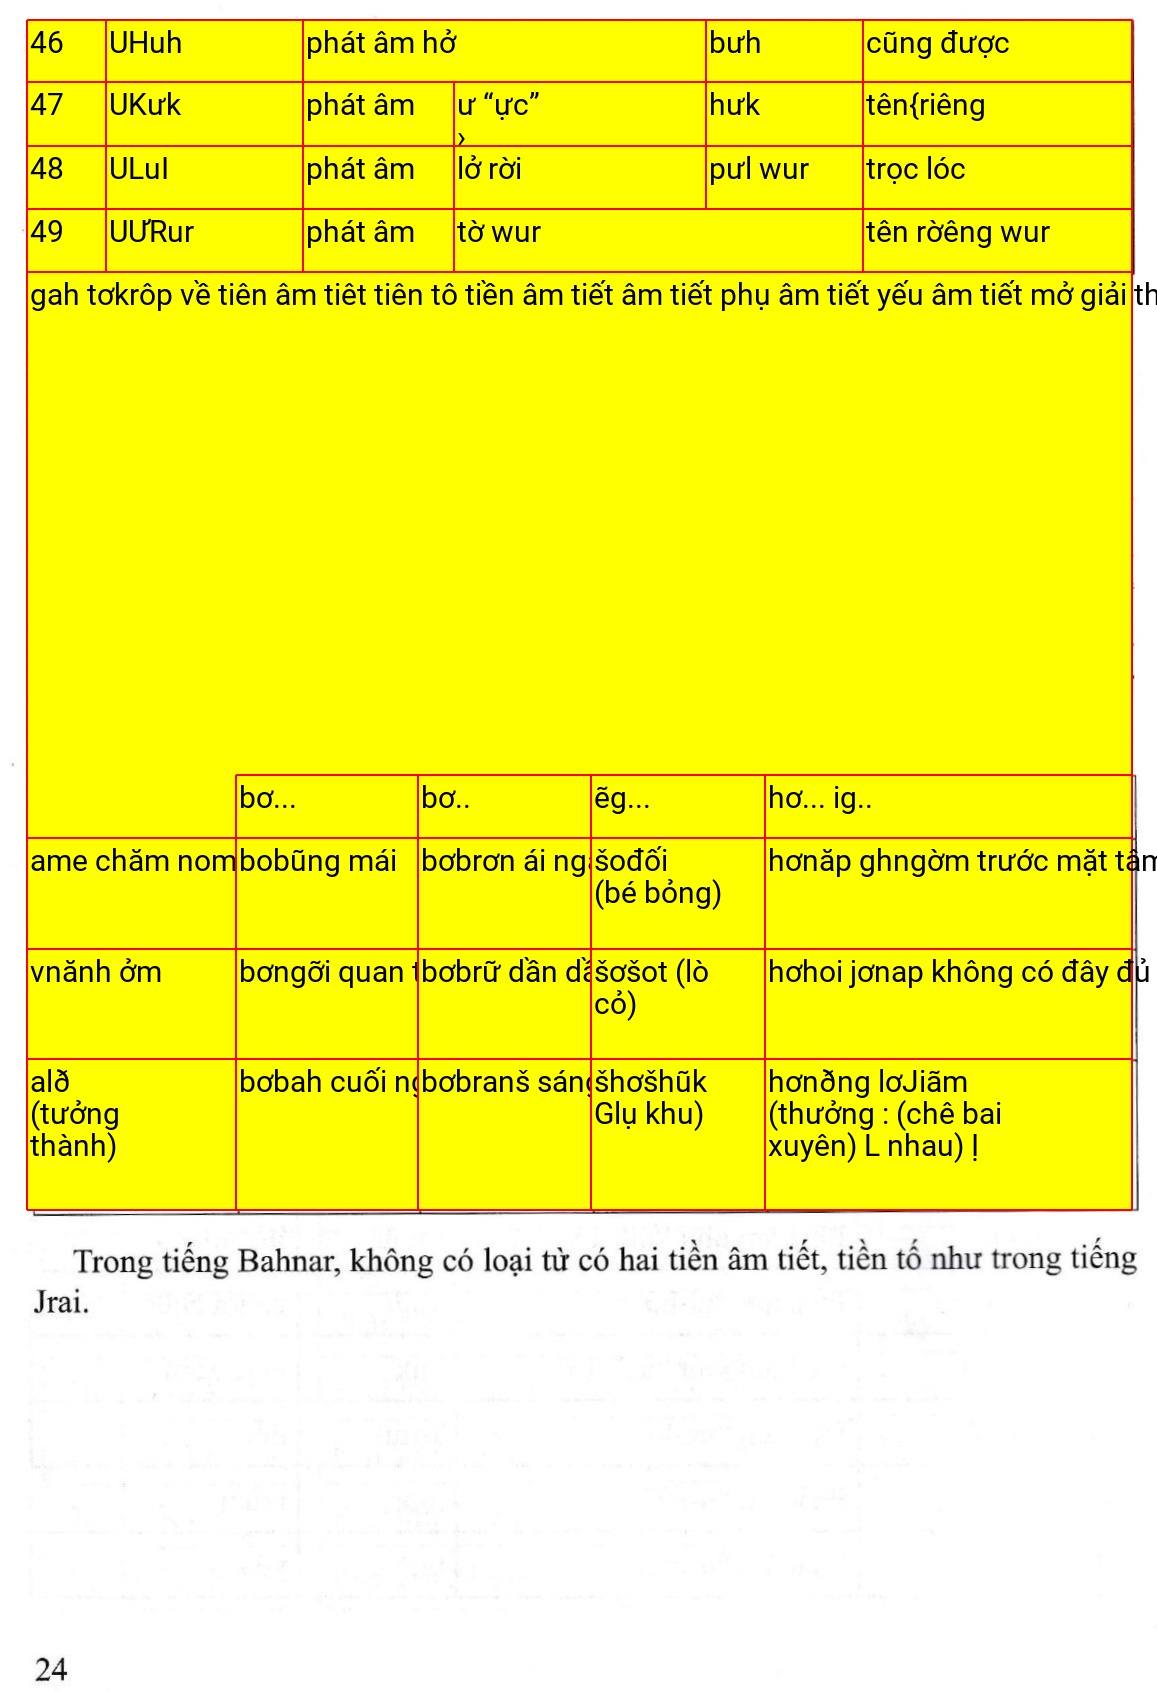 46 UHuh phát âm hở bưh cũng được
47 UKưk phát âm ư “ực” hưk tên{riêng
›
48 ULul phát âm lở rời pưl wur trọc lóc
49 UƯRur phát âm tờ wur tên rờêng wur
gah tơkrôp về tiên âm tiêt tiên tô tiền âm tiết âm tiết phụ âm tiết yếu âm tiết mở giải th
bơ... bơ.. ẽg... hơ... ig..
ame chăm nom bobũng mái bơbrơn ái ng šođối hơnăp ghngờm trước mặt tâm
(bé bỏng)
vnănh ởm bơngỡi quan bơbrữ dần dầ šơšot (lò hơhoi jơnap không có đây đủ
cỏ)
alð bơbah cuối ng bơbranš sáng šhơšhũk hơnðng lơJiãm
(tưởng Glụ khu) (thưởng : (chê bai
thành) xuyên) L nhau) Ị
Trong tiếng Bahnar, không có loại từ có hai tiền âm tiết, tiền tố như trong tiếng
Jrai.
24